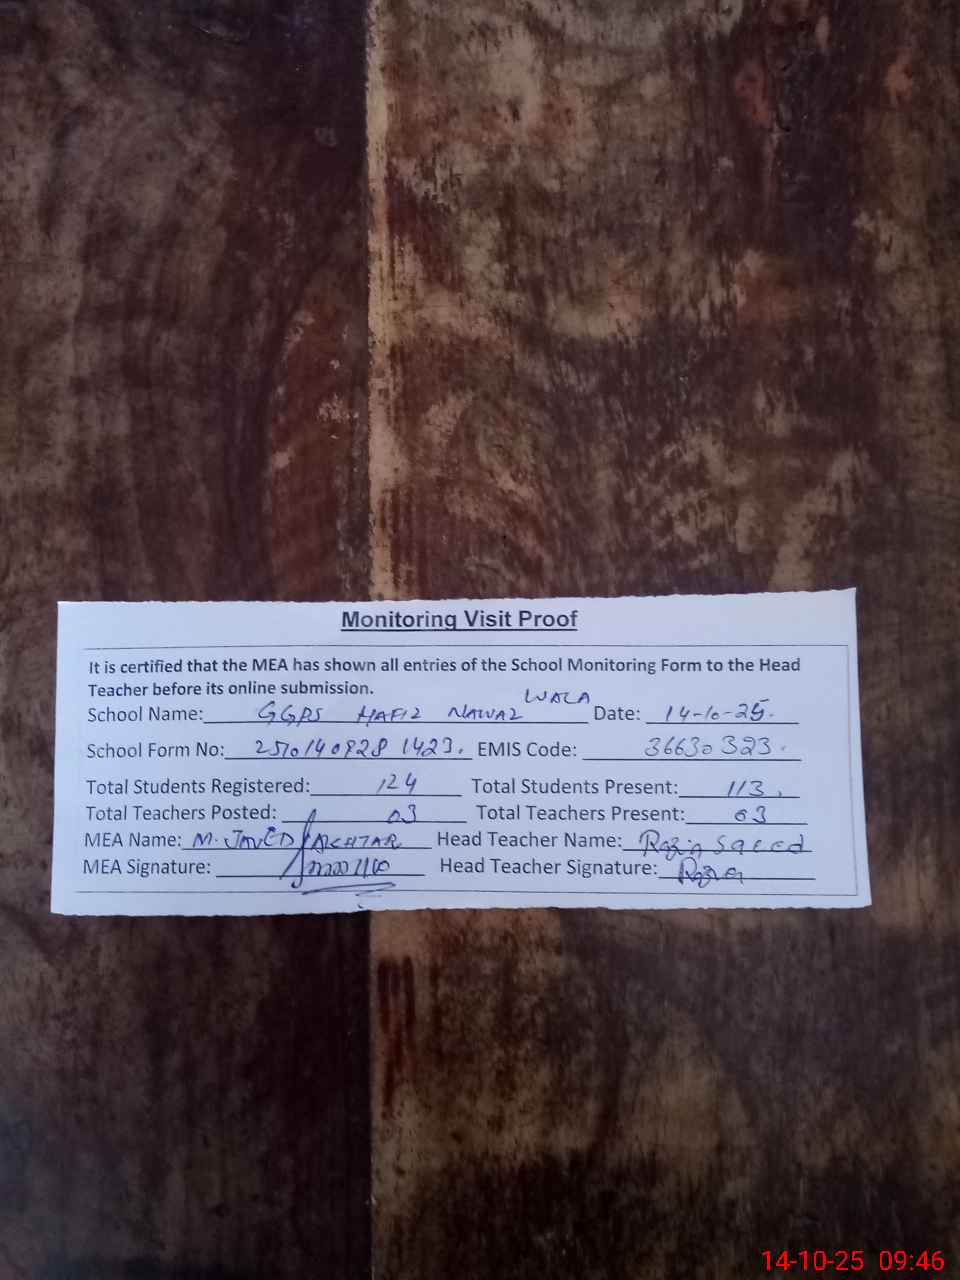 Monitoring Visit Proof
It is certified that the MEA has shown all entries of the School Monitoring Form to the Head
Teacher before its online submission.
School Name: GGPS HAFIZ NAWAZ WALA Date: 14-10-25.
School Form No: 2510140928 1423. EMIS Code: 36630323.
Total Students Registered: 124 Total Students Present: 113.
Total Teachers Posted: 03 Total Teachers Present: 03
MEA Name: M. JAVED AKHTAR Head Teacher Name: Razia Saeed
MEA Signature: Head Teacher Signature: Razia
14-10-25 09:46